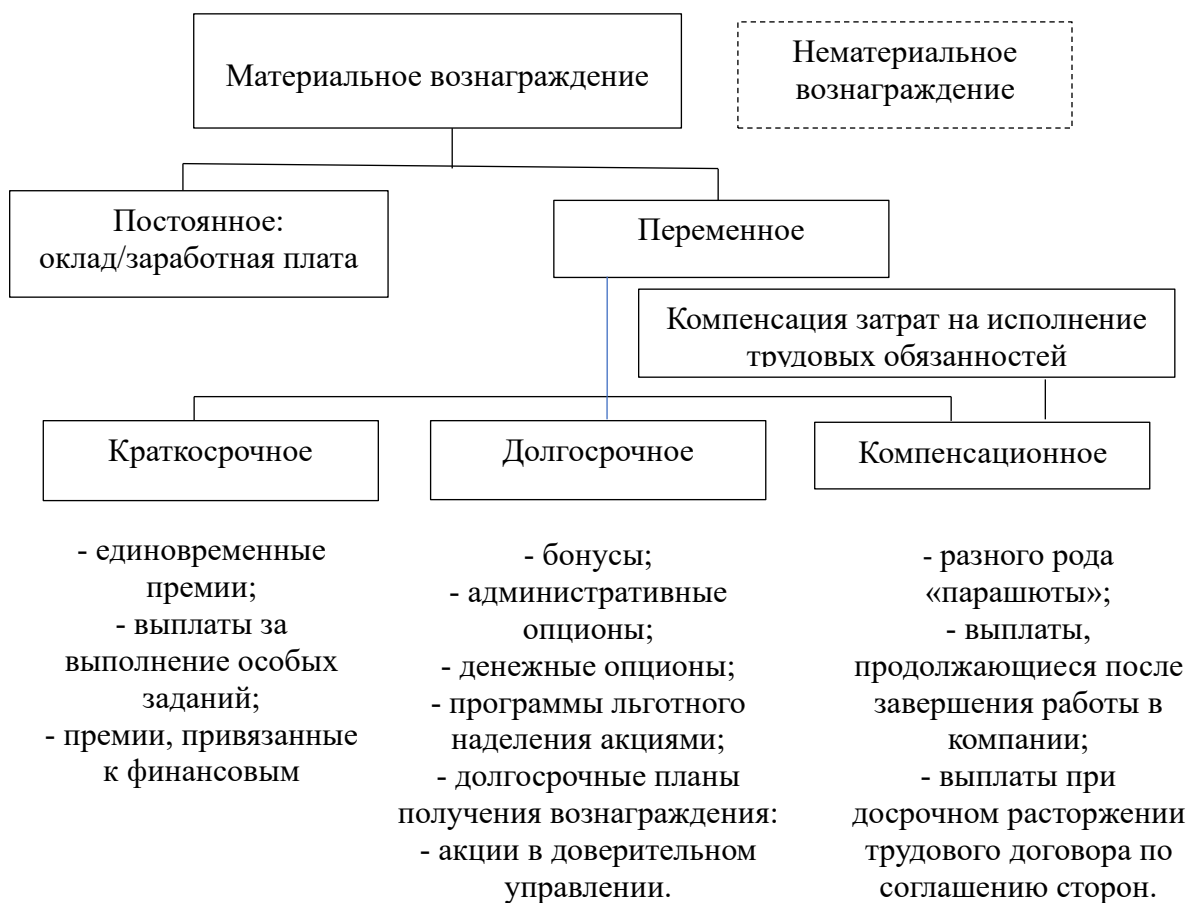 Материальное вознаграждение
Нематериальное
вознаграждение
Постоянное:
оклад/заработная плата
Переменное
Компенсация затрат на исполнение
трудовых обязанностей
Краткосрочное
Долгосрочное
Компенсационное
- единовременные
премии;
- выплаты за
выполнение особых
заданий;
- премии, привязанные
к финансовым
- бонусы;
- административные
опционы;
- денежные опционы;
- программы льготного
наделения акциями;
- долгосрочные планы
получения вознаграждения:
- акции в доверительном
управлении.
- разного рода
«парашюты»;
- выплаты,
продолжающиеся после
завершения работы в
компании;
- выплаты при
досрочном расторжении
трудового договора по
соглашению сторон.